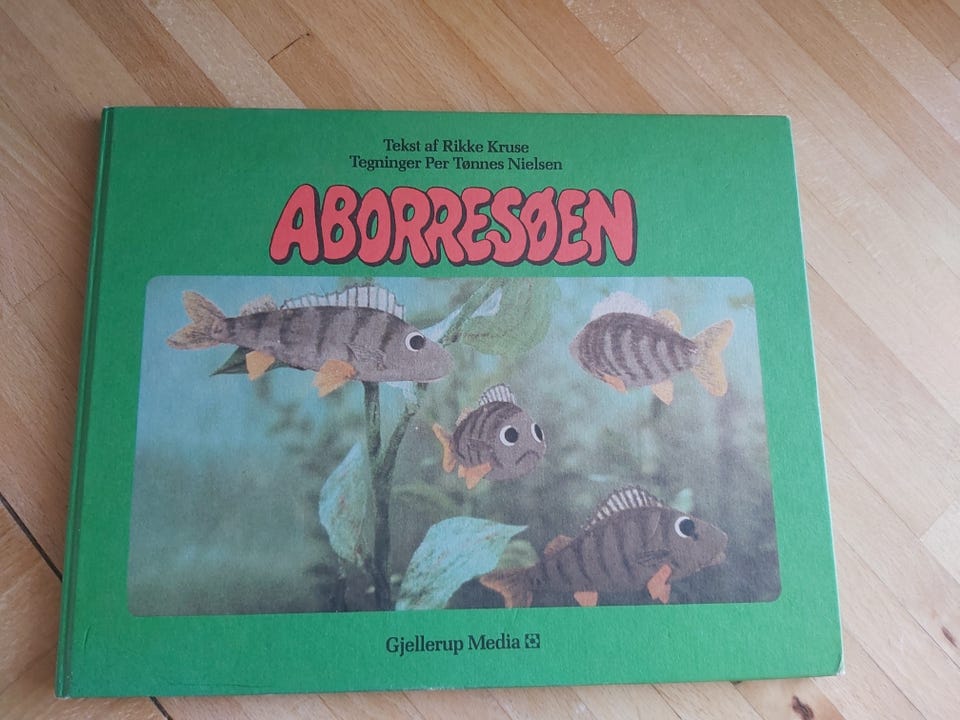 Tekst af Rikke Kruse
Tegninger Per Tønnes Nielsen
ABORRESØEN
Gjellerup Media